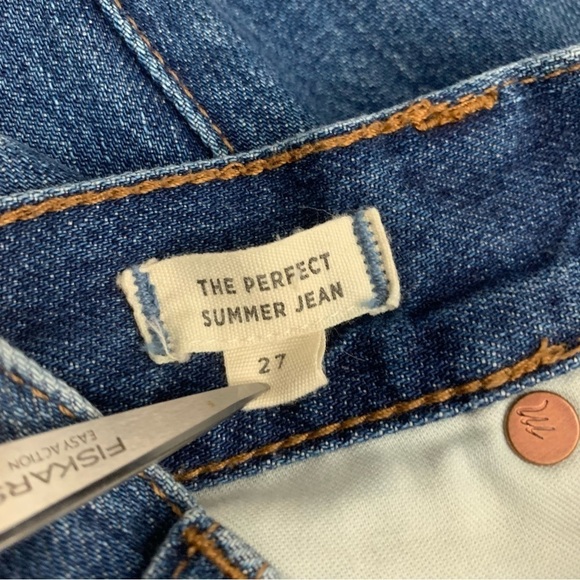 THE PERFECT
SUMMER JEAN
27
FISKARS
EASY ACTION